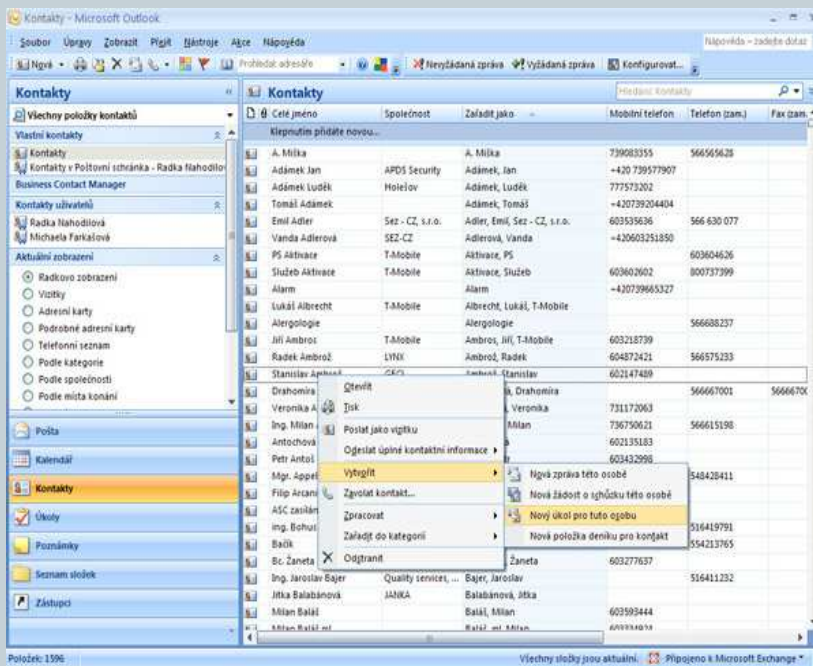 Kontakty - Microsoft Outlook
Soubor Úpravy Zobrazit Přejít Nástroje Akce Nápověda
Nápověda - zadejte dotaz
Nová
Prohledat adresáře
Nevyžádaná zpráva
Vyžádaná zpráva
Konfigurovat...
Kontakty
Všechny položky kontaktů
Vlastní kontakty
Kontakty
Kontakty v Poštovní schránka - Radka Nahodilov
Business Contact Manager
Kontakty uživatelů
Radka Nahodilová
Michaela Farkašová
Aktuální zobrazení
Řádkovo zobrazení
Vizitky
Adresní karty
Podrobné adresní karty
Telefonní seznam
Podle kategorie
Podle společnosti
Podle místa konání
Pošta
Kalendář
Kontakty
Úkoly
Poznámky
Seznam složek
Zástupci
Kontakty
Hledání: Kontakty
Celé jméno Společnost Zařadit jako Mobilní telefon Telefon (zam.) Fax (zam.
Klepnutím přidáte novou...
A. Miška A. Miška 739083355 566565628
Adámek Jan APDS Security Adámek, Jan +420 739577907
Adámek Luděk Holešov Adámek, Luděk 777573202
Tomáš Adámek Adámek, Tomáš +420739204404
Emil Adler Sez - CZ, s.r.o. Adler, Emil, Sez - CZ, s.r.o. 603535636 566 630 077
Vanda Adlerová SEZ-CZ Adlerová, Vanda +420603251850
PS Aktivace T-Mobile Aktivace, PS 603604626
Služeb Aktivace T-Mobile Aktivace, Služeb 603602602 800737399
Alarm Alarm +420739665327
Lukáš Albrecht T-Mobile Albrecht, Lukáš, T-Mobile
Alergologie Alergologie 566688237
Jiří Ambros T-Mobile Ambros, Jiří, T-Mobile 603218739
Radek Ambrož LYNX Ambrož, Radek 604872421 566575233
Stanislav Ambrož Ambrož, Stanislav 602147489
Drahomíra á, Drahomíra 566667001 5666670
Veronika A , Veronika 731172063
Ing. Milan Milan 736750621 566615198
Antochová 602135183
Petr Antoš 603432998
Mgr. Appel 548428411
Filip Arcani
ASC zasílán
ing. Bohus 516419791
Bačík 554213765
Bc. Žaneta Žaneta 603277637
Ing. Jaroslav Bajer Quality services, ... Bajer, Jaroslav 516411232
Jitka Balabánová JANKA Balabánová, Jitka
Milan Baláš Baláš, Milan 603593444
Otevřít
Tisk
Poslat jako vizitku
Odeslat úplné kontaktní informace
Vytvořit
Zavolat kontakt...
Zpracovat
Zařadit do kategorií
Odstranit
Nová zpráva této osobě
Nová žádost o schůzku této osobě
Nový úkol pro tuto osobu
Nová položka deníku pro kontakt
Položek: 1596
Všechny složky jsou aktuální.
Připojeno k Microsoft Exchange